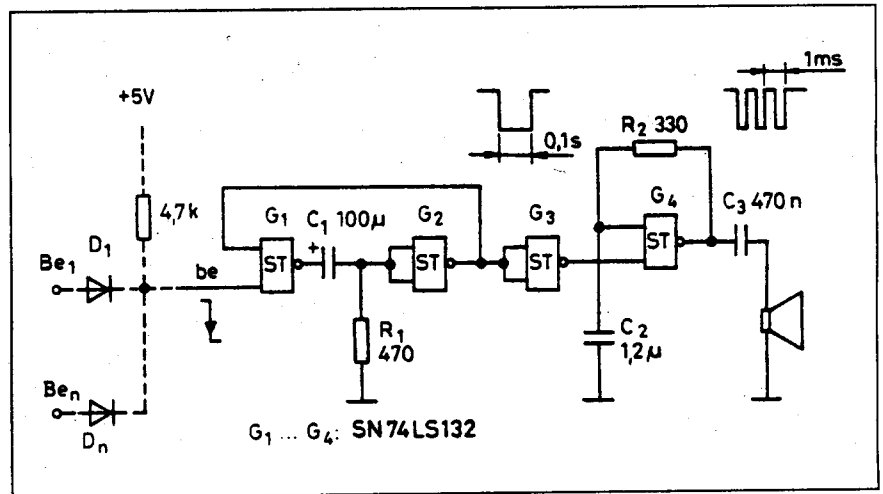 +5V
4,7k
D₁
Be₁
be
Beₙ
Dₙ
G₁
ST
C₁ 100µ
+
R₁
470
G₂
ST
0,1s
G₃
ST
R₂ 330
G₄
ST
C₂
1,2µ
C₃ 470n
1ms
G₁ ... G₄: SN74LS132